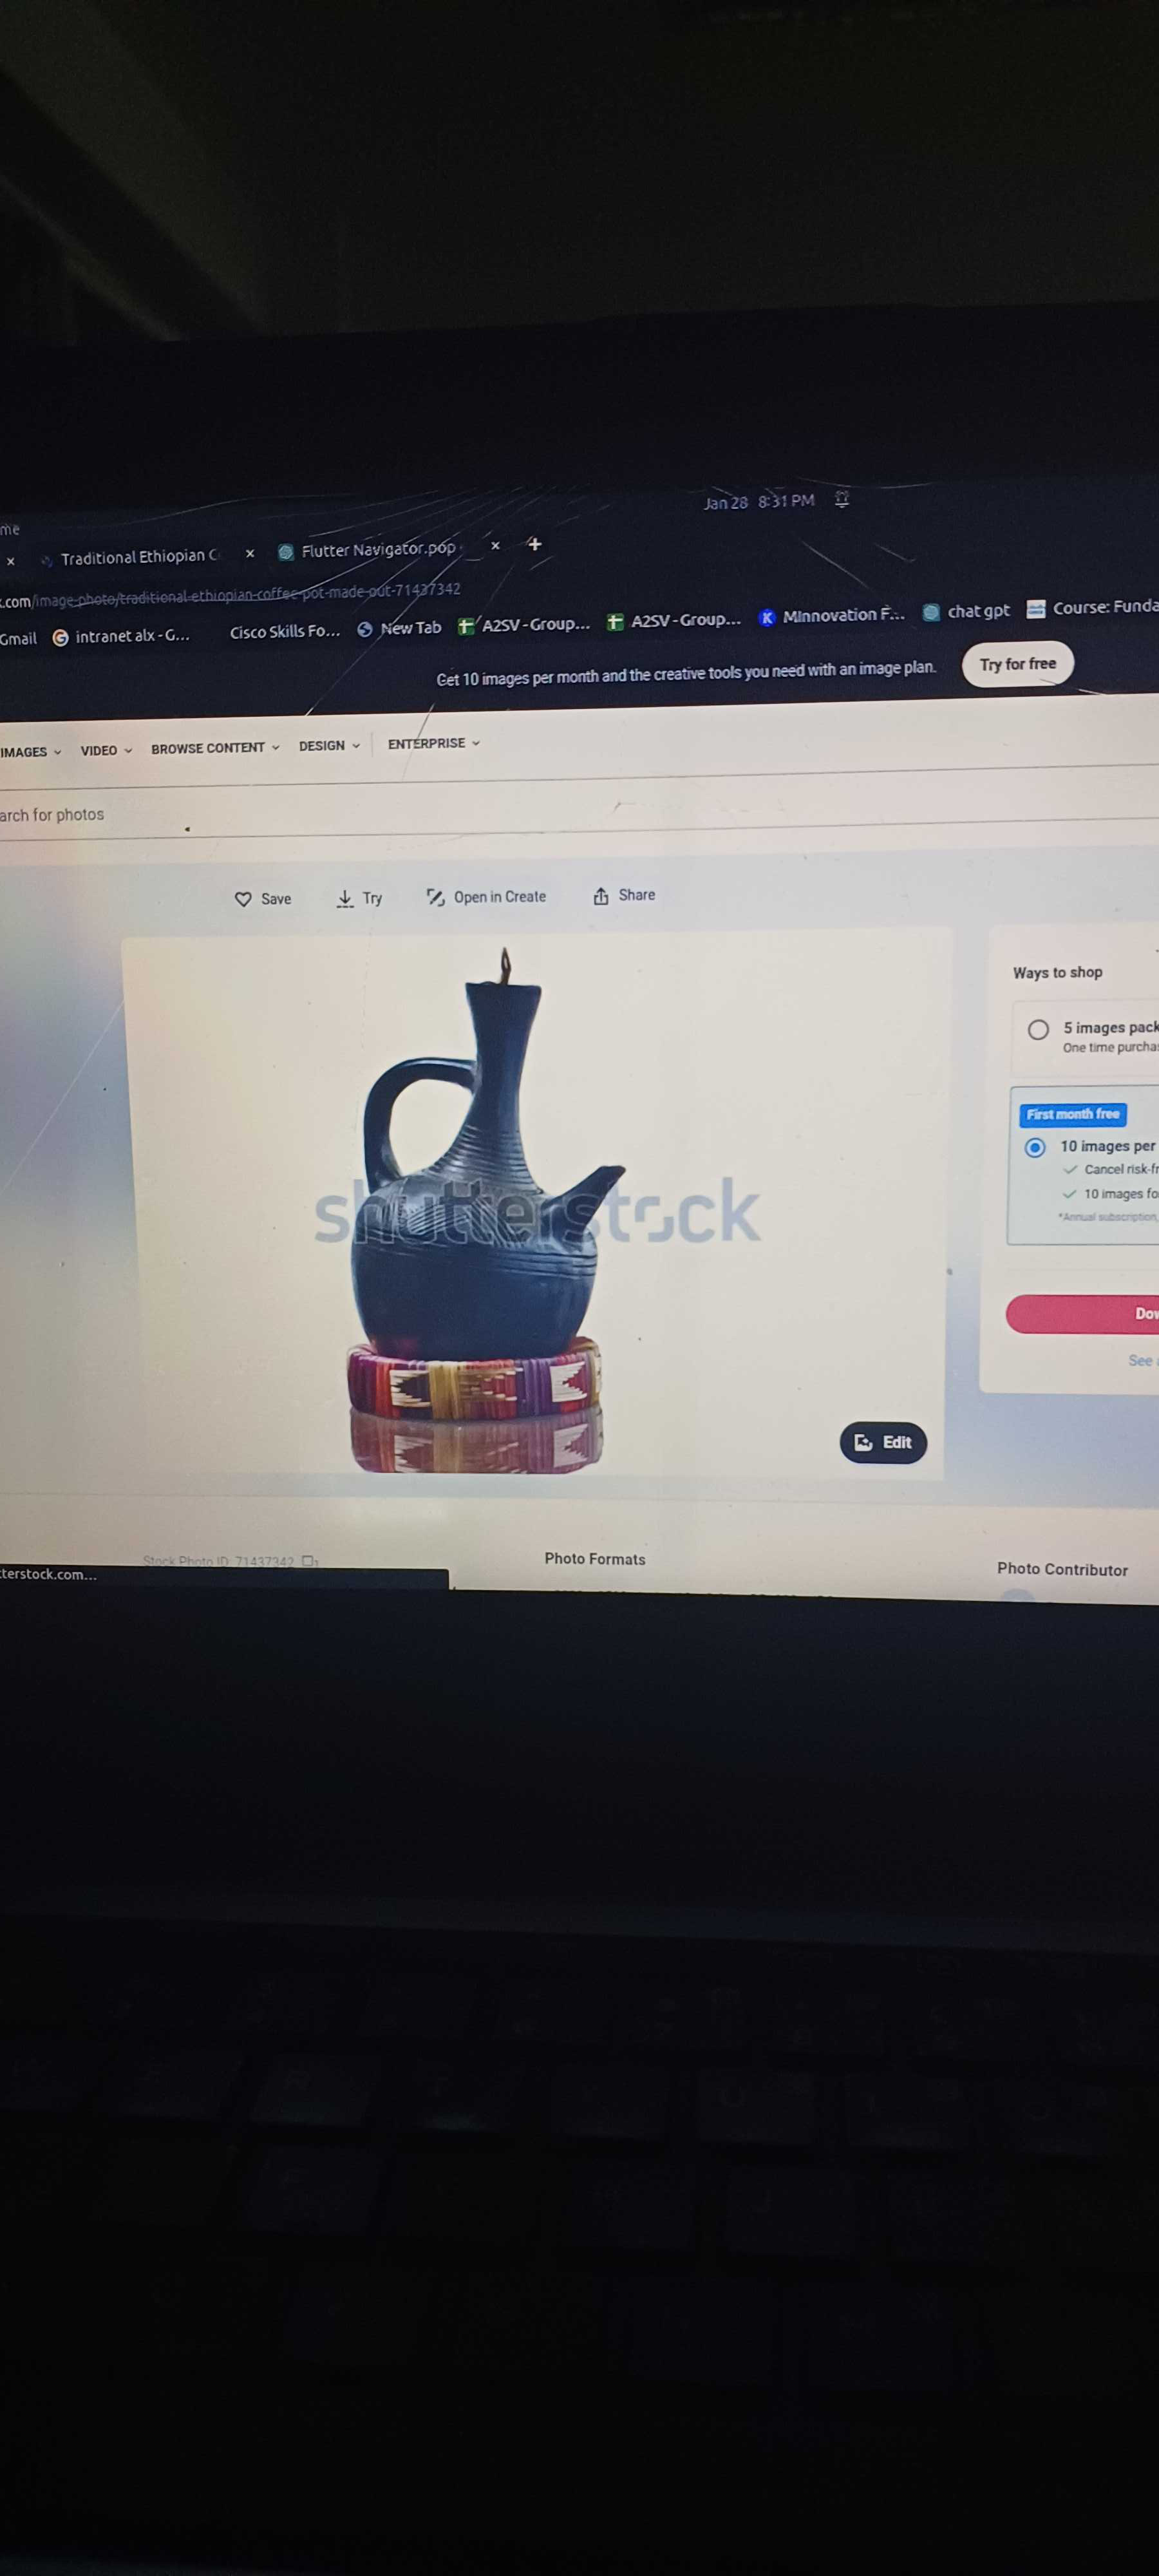 Jan 28 8:31 PM
me
Traditional Ethiopian C
Flutter Navigator.pop
.com/image-photo/traditional-ethiopian-coffee-pot-made-out-71437342
Gmail intranet alx - G... Cisco Skills Fo... New Tab A2SV - Group... A2SV - Group... MInnovation F... chat gpt Course: Funda
Get 10 images per month and the creative tools you need with an image plan. Try for free
IMAGES VIDEO BROWSE CONTENT DESIGN ENTERPRISE
arch for photos
Save Try Open in Create Share
shutterstock
Ways to shop
5 images pack
One time purcha
First month free
10 images per
Cancel risk-fr
10 images fo
*Annual subscription,
Dow
See
Edit
Stock Photo ID: 71437342
Photo Formats
Photo Contributor
terstock.com...